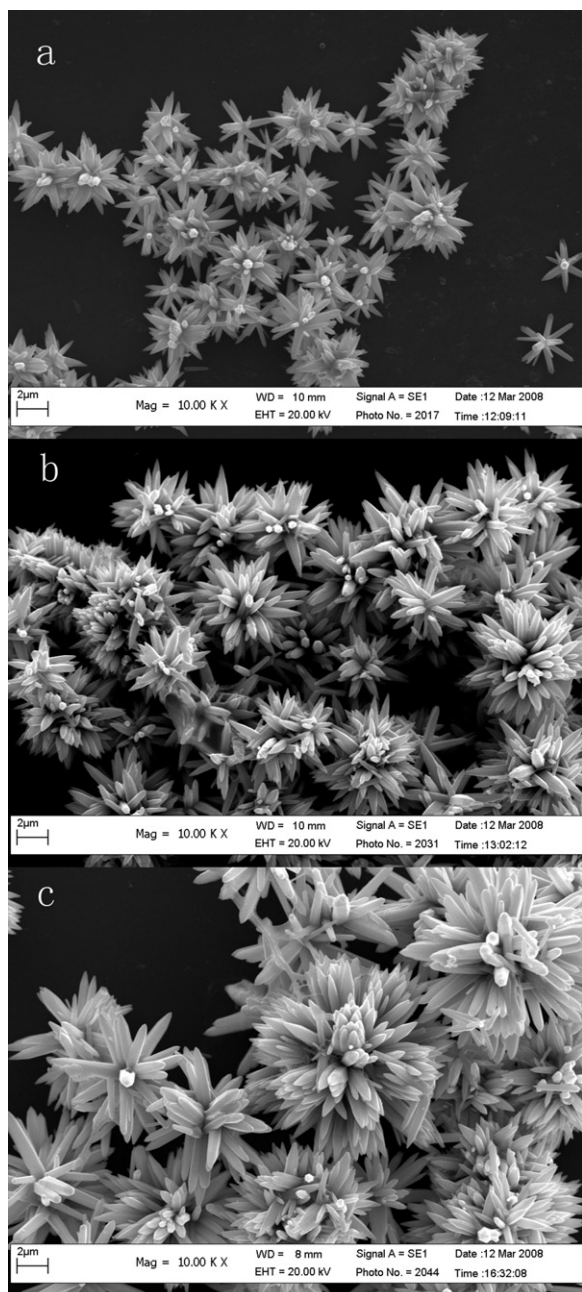 a
2µm
Mag = 10.00 K X
WD = 10 mm
EHT = 20.00 kV
Signal A = SE1
Photo No. = 2017
Date :12 Mar 2008
Time :12:09:11
b
2µm
Mag = 10.00 K X
WD = 10 mm
EHT = 20.00 kV
Signal A = SE1
Photo No. = 2031
Date :12 Mar 2008
Time :13:02:12
c
2µm
Mag = 10.00 K X
WD = 8 mm
EHT = 20.00 kV
Signal A = SE1
Photo No. = 2044
Date :12 Mar 2008
Time :16:32:08